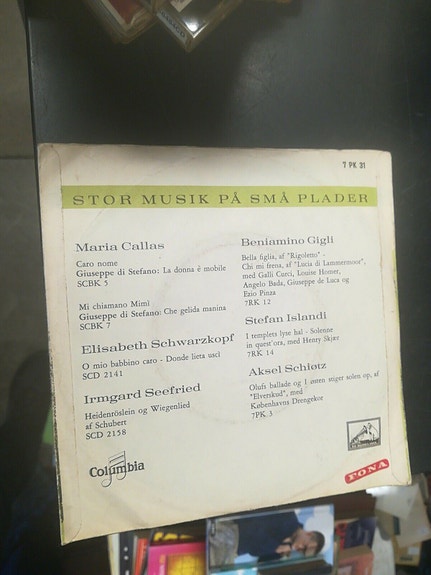 7 PK 31
STOR MUSIK PÅ SMÅ PLADER
Maria Callas
Caro nome
Giuseppe di Stefano: La donna è mobile
SCBK 5
Mi chiamano Mimi
Giuseppe di Stefano: Che gelida manina
SCBK 7
Elisabeth Schwarzkopf
O mio babbino caro - Donde lieta usci
SCD 2141
Irmgard Seefried
Heidenröslein og Wiegenlied
af Schubert
SCD 2158
Columbia
Beniamino Gigli
Bella figlia, af "Rigoletto" -
Chi mi frena, af "Lucia di Lammermoor",
med Galli Curci, Louise Homer,
Angelo Bada, Giuseppe de Luca og
Ezio Pinza
7RK 12
Stefan Islandi
I templets lyse hal - Solenne
in quest'ora, med Henry Skjær
7RK 14
Aksel Schiøtz
Olufs ballade og I østen stiger solen op, af
"Elverskud", med
Københavns Drengekor
7PK 3
FONA